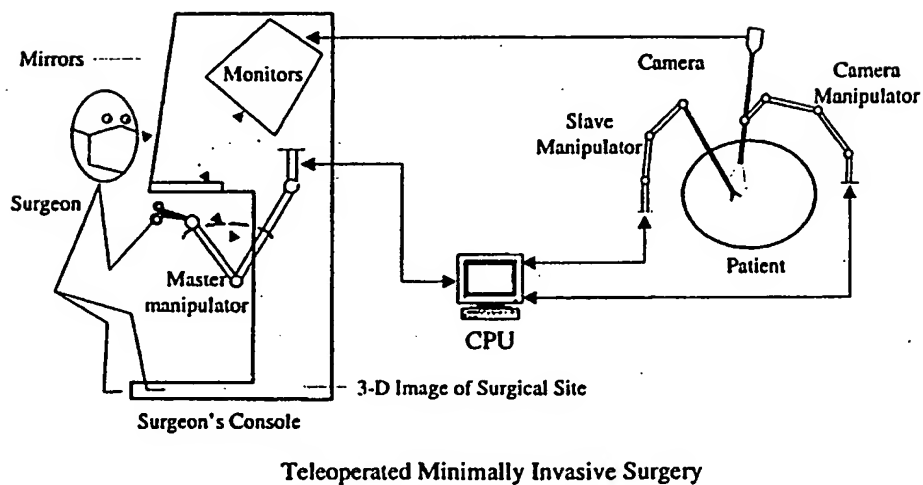 Mirrors
Monitors
Camera
Camera
Manipulator
Slave
Manipulator
Surgeon
Master
manipulator
Patient
CPU
3-D Image of Surgical Site
Surgeon's Console
Teleoperated Minimally Invasive Surgery